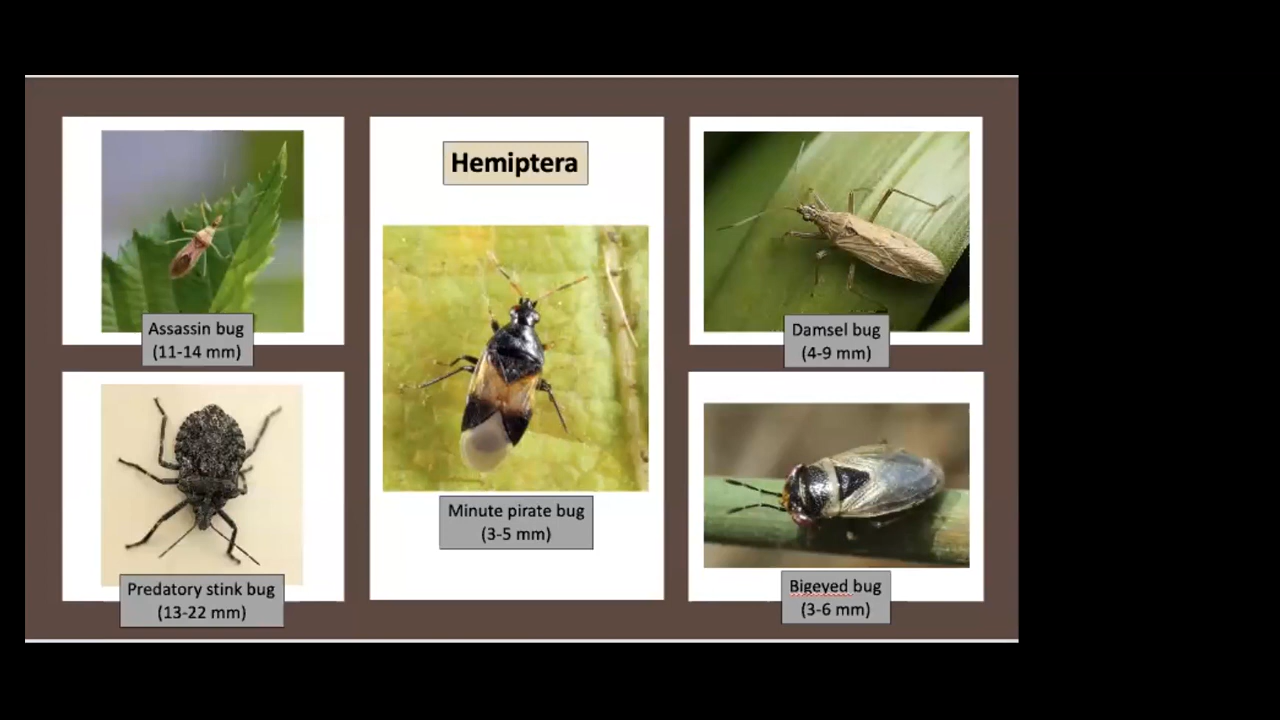 Hemiptera
Assassin bug
(11-14 mm)
Damsel bug
(4-9 mm)
Minute pirate bug
(3-5 mm)
Predatory stink bug
(13-22 mm)
Bigeyed bug
(3-6 mm)